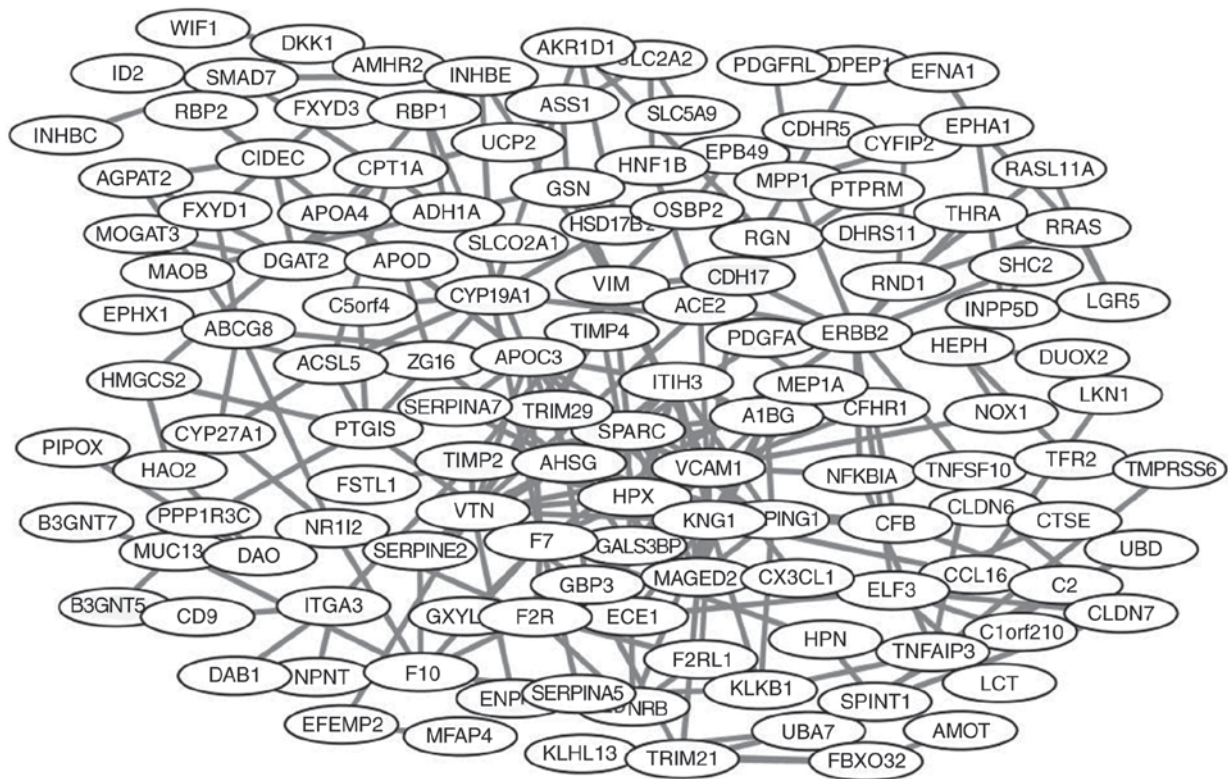 WIF1
DKK1
AKR1D1
SLC2A2
ID2
SMAD7
AMHR2
INHBE
PDGFRL
DPEP1
EFNA1
RBP2
FXYD3
RBP1
ASS1
SLC5A9
INHBC
UCP2
CDHR5
CYFIP2
EPHA1
CIDEC
CPT1A
HNF1B
EPB49
RASL11A
AGPAT2
GSN
MPP1
PTPRM
FXYD1
APOA4
ADH1A
HSD17B2
OSBP2
THRA
RRAS
MOGAT3
SLCO2A1
RGN
DHRS11
MAOB
DGAT2
APOD
VIM
CDH17
RND1
SHC2
EPHX1
C5orf4
CYP19A1
ACE2
INPP5D
LGR5
ABCG8
TIMP4
ERBB2
ACSL5
ZG16
APOC3
PDGFA
HEPH
DUOX2
HMGCS2
ITIH3
MEP1A
LKN1
SERPINA7
TRIM29
A1BG
CFHR1
NOX1
CYP27A1
PTGIS
SPARC
PIPOX
HAO2
TIMP2
AHSG
VCAM1
NFKBIA
TNFSF10
TFR2
TMPRSS6
FSTL1
HPX
CLDN6
B3GNT7
PPP1R3C
NR1I2
VTN
KNG1
PING1
CFB
CTSE
MUC13
DAO
SERPINE2
F7
GALS3BP
UBD
GBP3
MAGED2
CX3CL1
ELF3
CCL16
C2
B3GNT5
CD9
ITGA3
GXYL
F2R
ECE1
CLDN7
HPN
TNFAIP3
C1orf210
DAB1
NPNT
F10
F2RL1
KLKB1
LCT
ENP
SERPINA5
NRB
SPINT1
EFEMP2
MFAP4
UBA7
AMOT
KLHL13
TRIM21
FBXO32